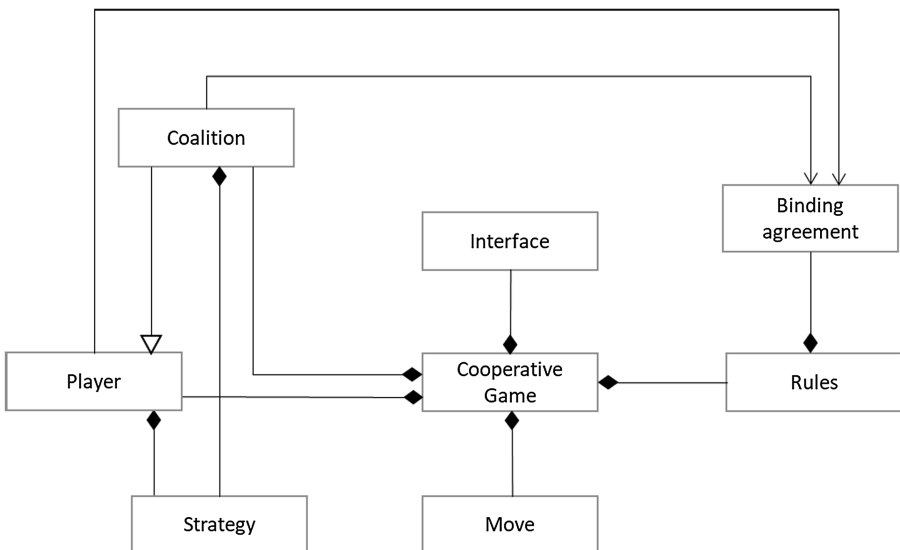 Coalition
Binding
agreement
Interface
Player
Cooperative
Game
Rules
Strategy
Move